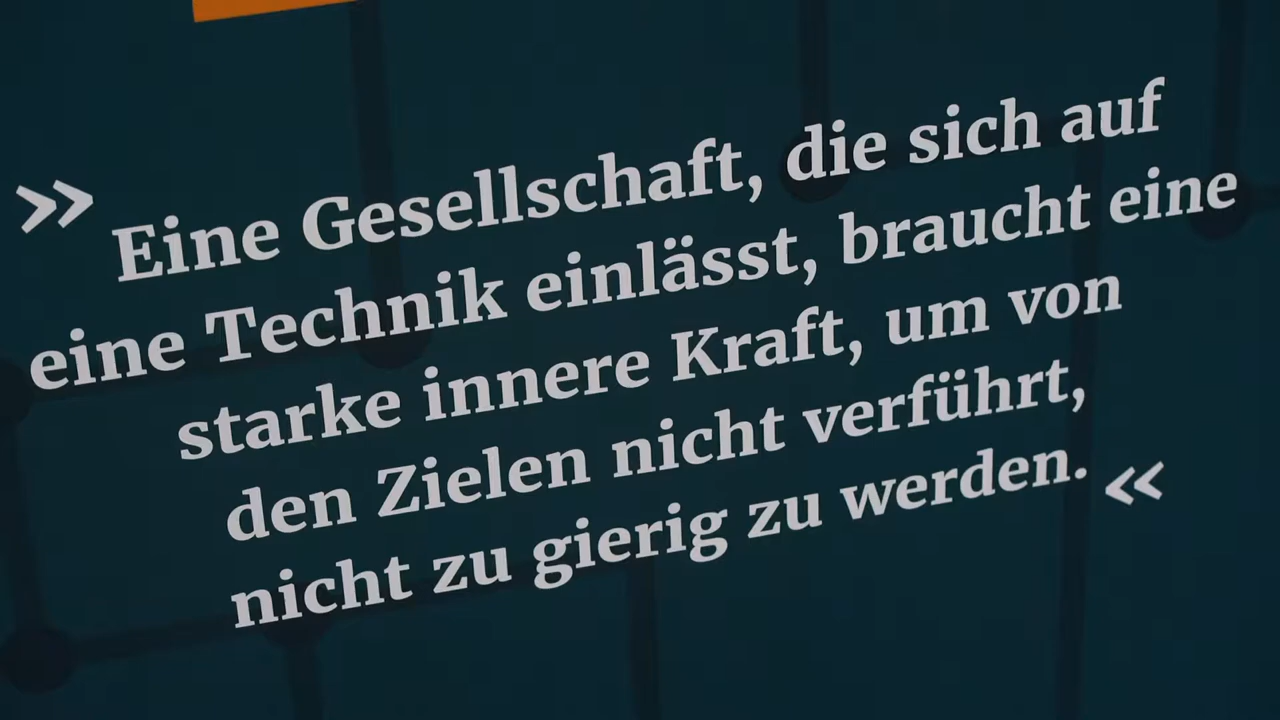 »Eine Gesellschaft, die sich auf
eine Technik einlässt, braucht eine
starke innere Kraft, um von
den Zielen nicht verführt,
nicht zu gierig zu werden.«